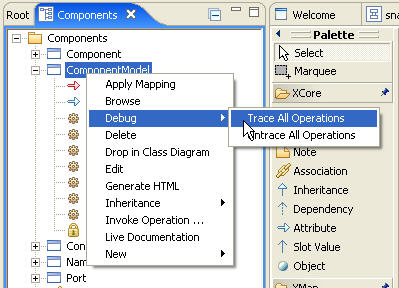 Root
Components
Components
Component
ComponentModel
Apply Mapping
Browse
Debug
Delete
Drop in Class Diagram
Edit
Generate HTML
Inheritance
Invoke Operation ...
Live Documentation
New
Con
Nam
Port
Trace All Operations
Untrace All Operations
Welcome
sna
Palette
Select
Marquee
XCore
Note
Association
Inheritance
Dependency
Attribute
Slot Value
Object
XMap